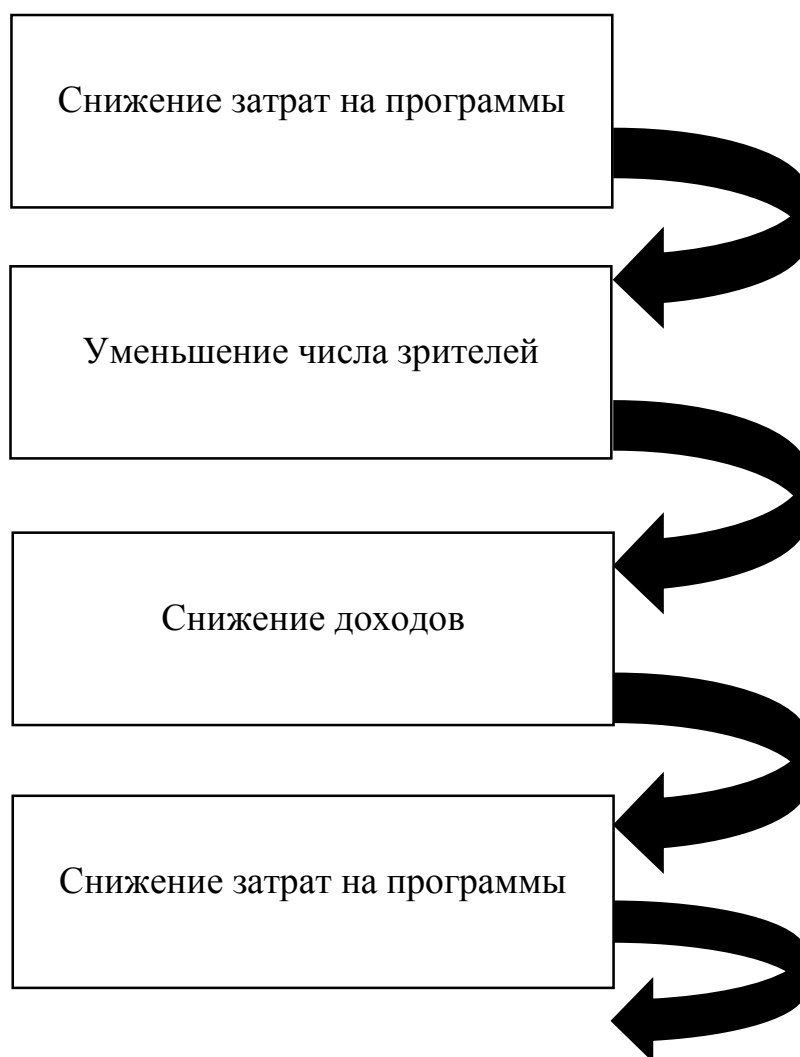 Снижение затрат на программы
Уменьшение числа зрителей
Снижение доходов
Снижение затрат на программы